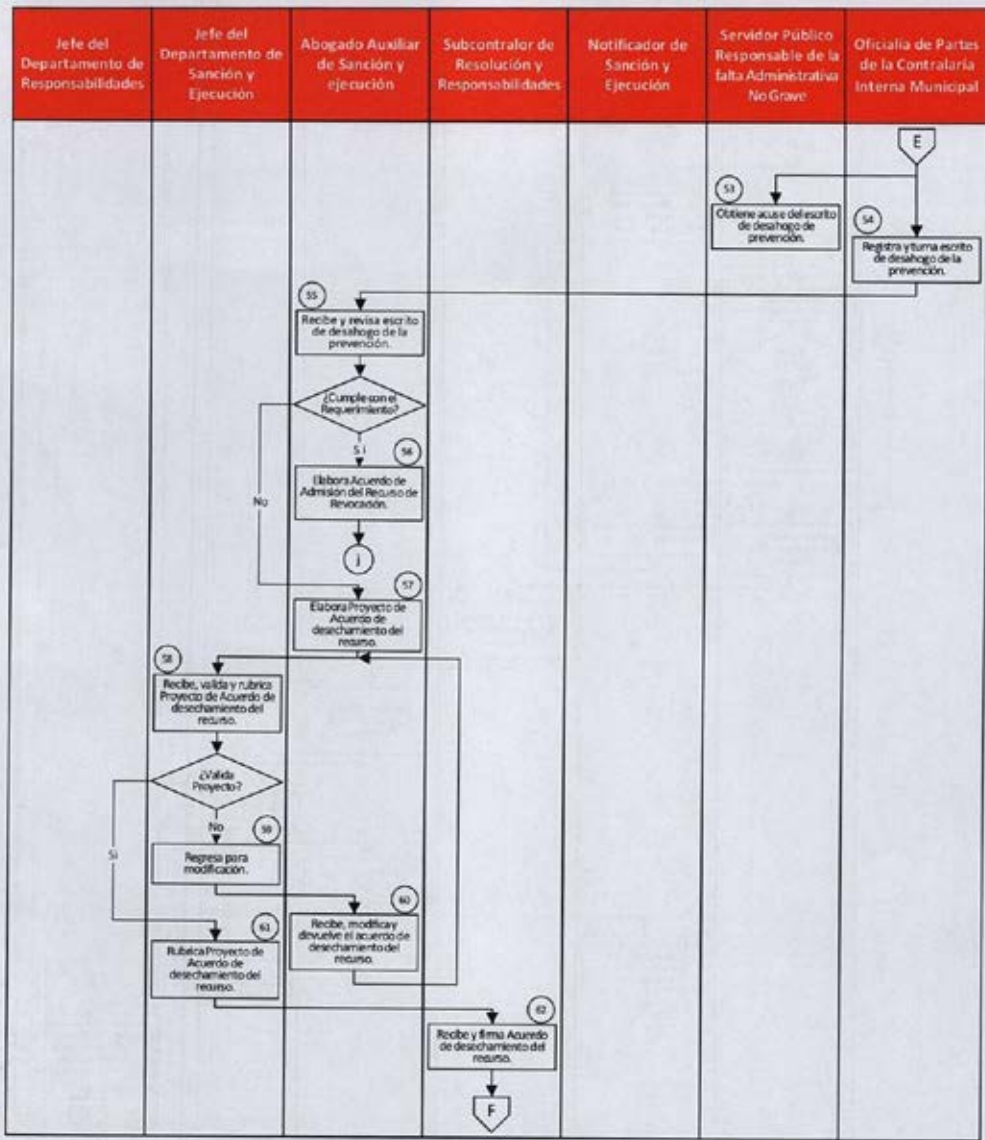 Jefe del
Departamento de
Responsabilidades
Jefe del
Departamento de
Sanción y
Ejecución
Abogado Auxiliar
de Sanción y
ejecución
Subcontralor de
Resolución y
Responsabilidades
Notificador de
Sanción y
Ejecución
Servidor Público
Responsable de la
falta Administrativa
No Grave
Oficialia de Partes
de la Contralaria
Interna Municipal
E
53
Obtiene acuse del escrito
de desahogo de
prevención.
54
Registra y turna escrito
de desahogo de la
prevención.
55
Recibe y revisa escrito
de desahogo de la
prevención.
¿Cumple con el
Requerimiento?
Si
56
Elabora Acuerdo de
Admisión del Recurso de
Revocación.
No
j
57
Elabora Proyecto de
Acuerdo de
desechamiento del
recurso.
58
Recibe, valida y rubrica
Proyecto de Acuerdo de
desechamiento del
recurso.
¿Valida
Proyecto?
No
59
Si
Regresa para
modificación.
60
Recibe, modifica y
devuelve el acuerdo de
desechamiento del
recurso.
61
Rubrica Proyecto de
Acuerdo de
desechamiento del
recurso.
62
Recibe y firma Acuerdo
de desechamiento del
recurso.
F